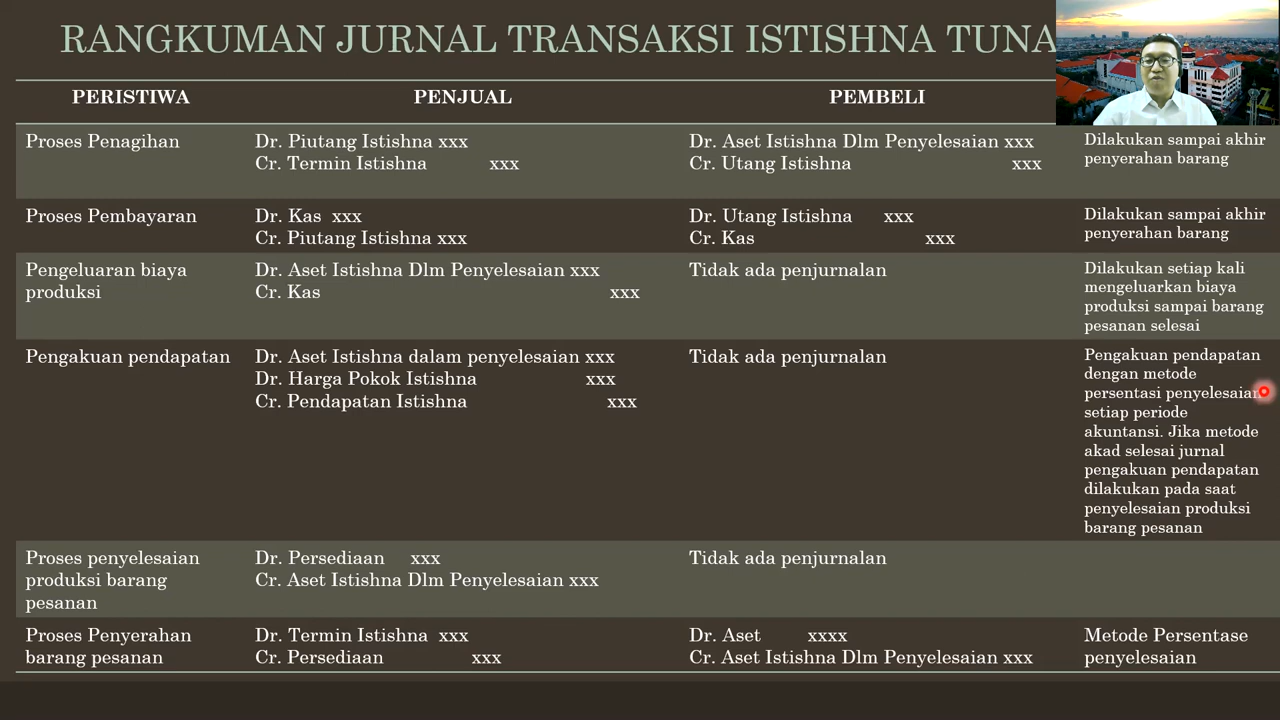 RANGKUMAN JURNAL TRANSAKSI ISTISHNA TUNA
PERISTIWA PENJUAL PEMBELI
Proses Penagihan
Dr. Piutang Istishna xxx
Cr. Termin Istishna xxx
Dr. Aset Istishna Dlm Penyelesaian xxx
Cr. Utang Istishna xxx
Dilakukan sampai akhir
penyerahan barang
Proses Pembayaran
Dr. Kas xxx
Cr. Piutang Istishna xxx
Dr. Utang Istishna xxx
Cr. Kas xxx
Dilakukan sampai akhir
penyerahan barang
Pengeluaran biaya
produksi
Dr. Aset Istishna Dlm Penyelesaian xxx
Cr. Kas xxx
Tidak ada penjurnalan
Dilakukan setiap kali
mengeluarkan biaya
produksi sampai barang
pesanan selesai
Pengakuan pendapatan
Dr. Aset Istishna dalam penyelesaian xxx
Dr. Harga Pokok Istishna xxx
Cr. Pendapatan Istishna xxx
Tidak ada penjurnalan
Pengakuan pendapatan
dengan metode
persentasi penyelesaian
setiap periode
akuntansi. Jika metode
akad selesai jurnal
pengakuan pendapatan
dilakukan pada saat
penyelesaian produksi
barang pesanan
Proses penyelesaian
produksi barang
pesanan
Dr. Persediaan xxx
Cr. Aset Istishna Dlm Penyelesaian xxx
Tidak ada penjurnalan
Proses Penyerahan
barang pesanan
Dr. Termin Istishna xxx
Cr. Persediaan xxx
Dr. Aset xxxx
Cr. Aset Istishna Dlm Penyelesaian xxx
Metode Persentase
penyelesaian